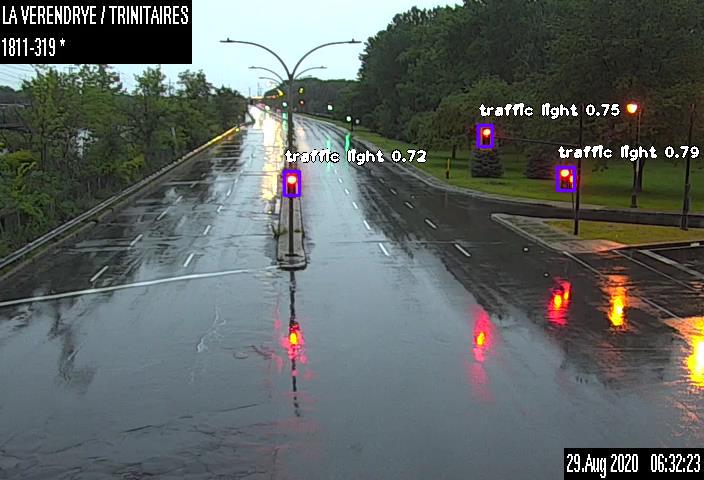 LA VERENDRYE / TRINITAIRES
1811-319 *
traffic light 0.75
traffic light 0.72
traffic light 0.79
29.Aug 2020 06:32:23